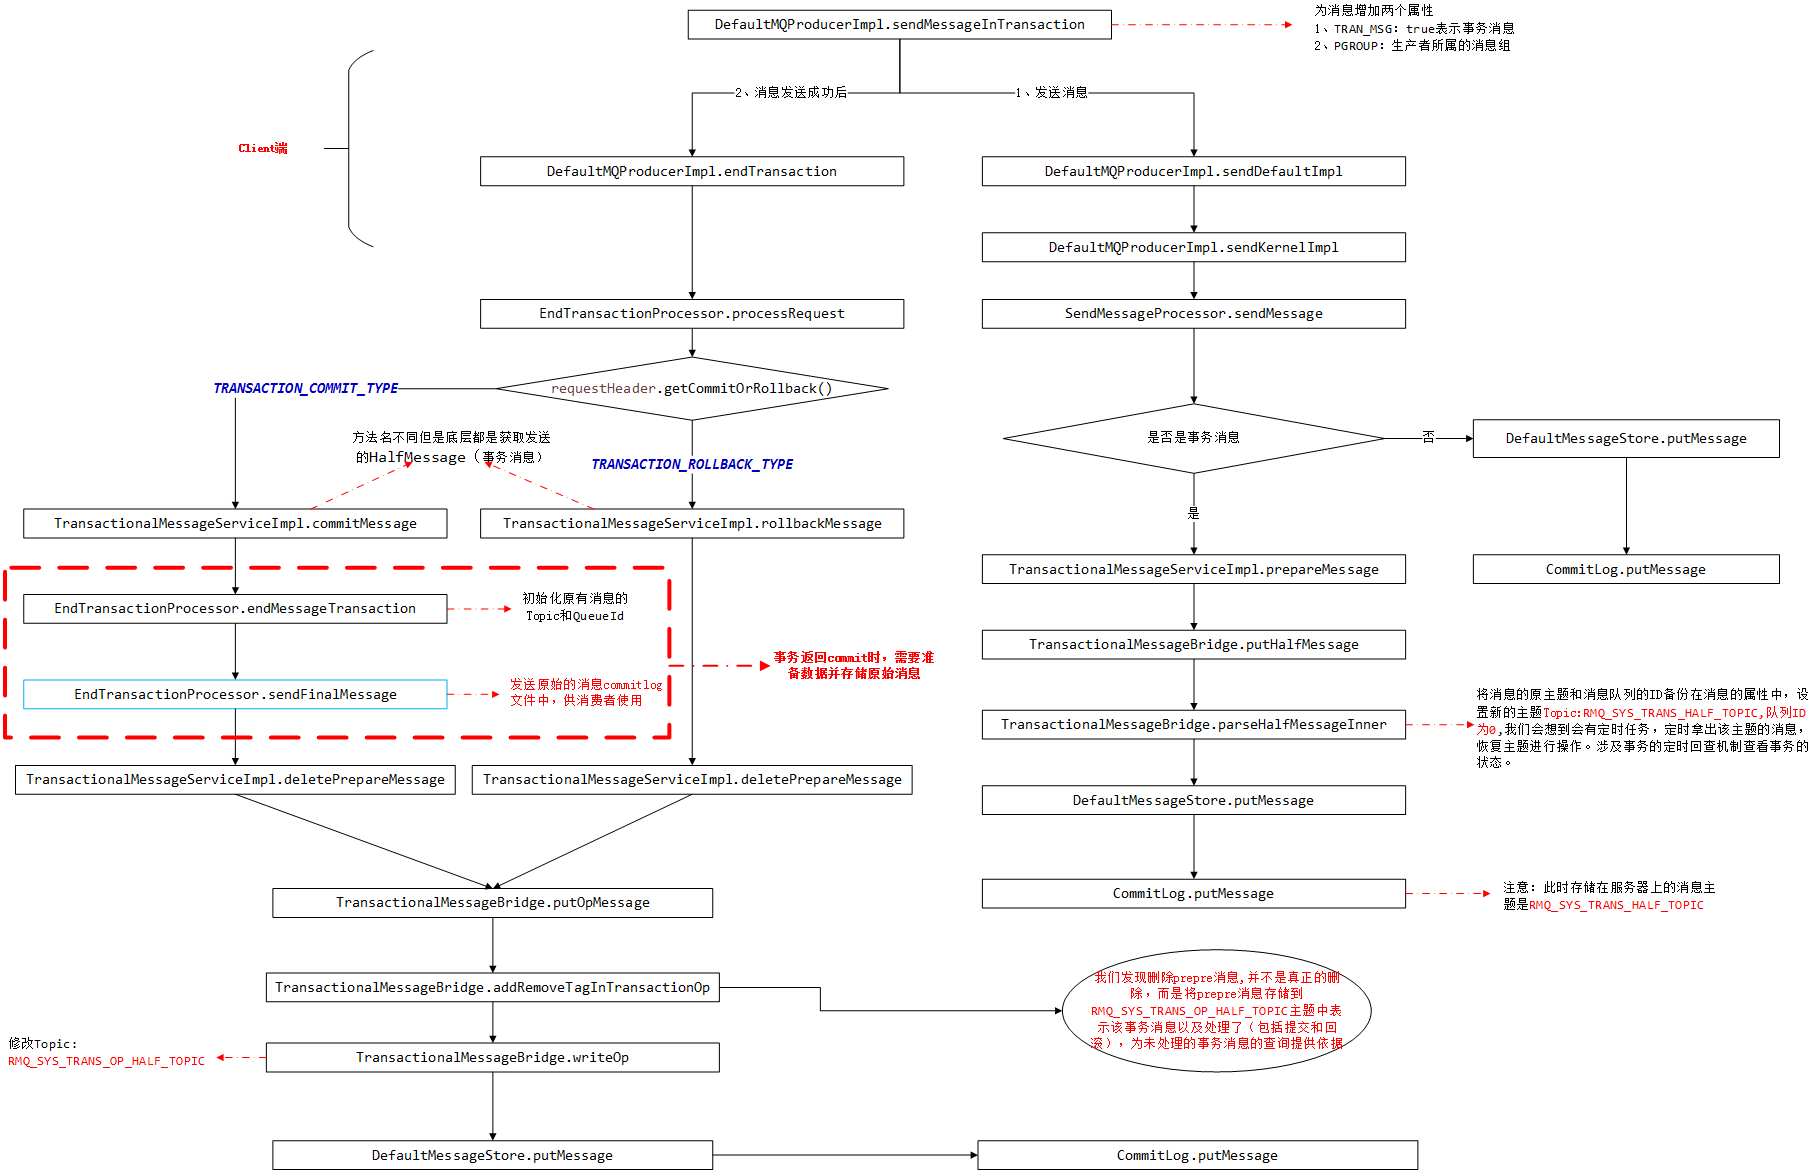 DefaultMQProducerImpl.sendMessageInTransaction
为消息增加两个属性
1、TRAN_MSG：true表示事务消息
2、PGROUP：生产者所属的消息组
2、消息发送成功后
1、发送消息
Client端
DefaultMQProducerImpl.endTransaction
DefaultMQProducerImpl.sendDefaultImpl
DefaultMQProducerImpl.sendKernelImpl
EndTransactionProcessor.processRequest
SendMessageProcessor.sendMessage
TRANSACTION_COMMIT_TYPE
requestHeader.getCommitOrRollback()
方法名不同但是底层都是获取发送
的HalfMessage（事务消息）
TRANSACTION_ROLLBACK_TYPE
是否是事务消息
否
DefaultMessageStore.putMessage
是
TransactionalMessageServiceImpl.commitMessage
TransactionalMessageServiceImpl.rollbackMessage
TransactionalMessageServiceImpl.prepareMessage
CommitLog.putMessage
EndTransactionProcessor.endMessageTransaction
初始化原有消息的
Topic和QueueId
TransactionalMessageBridge.putHalfMessage
事务返回commit时，需要准
备数据并存储原始消息
EndTransactionProcessor.sendFinalMessage
发送原始的消息commitlog
文件中，供消费者使用
TransactionalMessageBridge.parseHalfMessageInner
将消息的原主题和消息队列的ID备份在消息的属性中，设
置新的主题Topic:RMQ_SYS_TRANS_HALF_TOPIC,队列ID
为0,我们会想到会有定时任务，定时拿出该主题的消息，
恢复主题进行操作。涉及事务的定时回查机制查看事务的
状态。
TransactionalMessageServiceImpl.deletePrepareMessage
TransactionalMessageServiceImpl.deletePrepareMessage
DefaultMessageStore.putMessage
TransactionalMessageBridge.putOpMessage
CommitLog.putMessage
注意：此时存储在服务器上的消息主
题是RMQ_SYS_TRANS_HALF_TOPIC
TransactionalMessageBridge.addRemoveTagInTransactionOp
我们发现删除prepre消息,并不是真正的删
除，而是将prepre消息存储到
RMQ_SYS_TRANS_OP_HALF_TOPIC主题中表
示该事务消息以及处理了（包括提交和回
滚），为未处理的事务消息的查询提供依据
修改Topic:
RMQ_SYS_TRANS_OP_HALF_TOPIC
TransactionalMessageBridge.writeOp
DefaultMessageStore.putMessage
CommitLog.putMessage